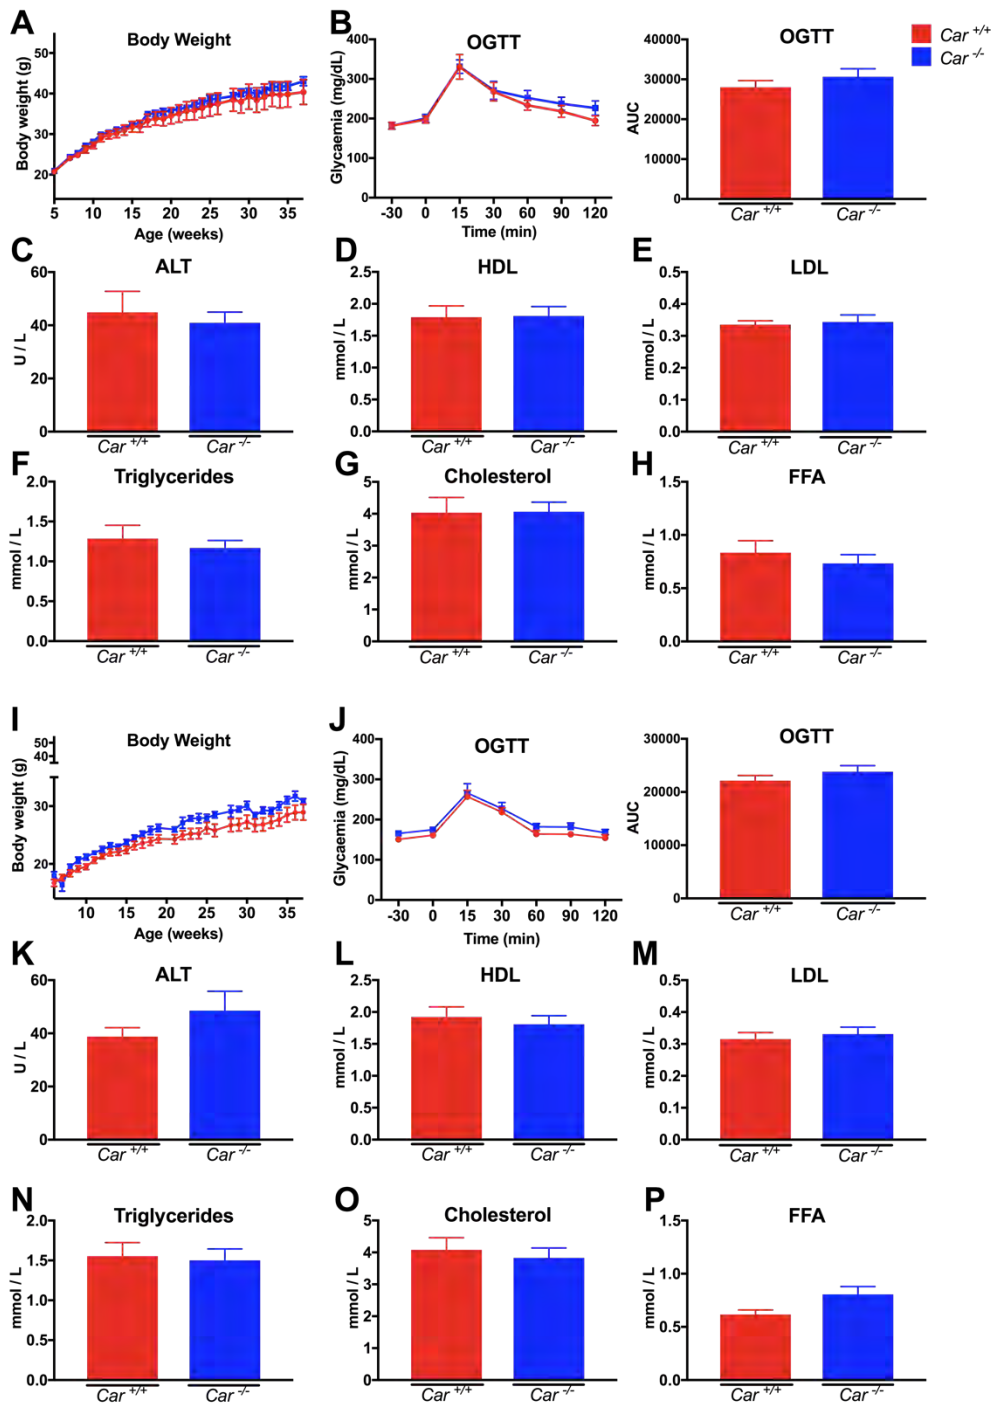 A
Body Weight
Body weight (g)
50
40
30
20
5
10
15
20
25
30
35
Age (weeks)
B
OGTT
Glycaemia (mg/dL)
400
300
200
100
0
-30
0
15
30
60
90
120
Time (min)
OGTT
AUC
40000
30000
20000
10000
0
Car +/+
Car -/-
Car +/+
Car -/-
C
ALT
U / L
60
40
20
0
Car +/+
Car -/-
D
HDL
mmol / L
2.5
2.0
1.5
1.0
0.5
0.0
Car +/+
Car -/-
E
LDL
mmol / L
0.5
0.4
0.3
0.2
0.1
0.0
Car +/+
Car -/-
F
Triglycerides
mmol / L
2.0
1.5
1.0
0.5
0.0
Car +/+
Car -/-
G
Cholesterol
mmol / L
5
4
3
2
1
0
Car +/+
Car -/-
H
FFA
mmol / L
1.5
1.0
0.5
0.0
Car +/+
Car -/-
I
Body Weight
Body weight (g)
50
40
30
20
10
15
20
25
30
35
Age (weeks)
J
OGTT
Glycaemia (mg/dL)
400
300
200
100
0
-30
0
15
30
60
90
120
Time (min)
OGTT
AUC
30000
20000
10000
0
Car +/+
Car -/-
K
ALT
U / L
60
40
20
0
Car +/+
Car -/-
L
HDL
mmol / L
2.5
2.0
1.5
1.0
0.5
0.0
Car +/+
Car -/-
M
LDL
mmol / L
0.5
0.4
0.3
0.2
0.1
0.0
Car +/+
Car -/-
N
Triglycerides
mmol / L
2.0
1.5
1.0
0.5
0.0
Car +/+
Car -/-
O
Cholesterol
mmol / L
5
4
3
2
1
0
Car +/+
Car -/-
P
FFA
mmol / L
1.5
1.0
0.5
0.0
Car +/+
Car -/-